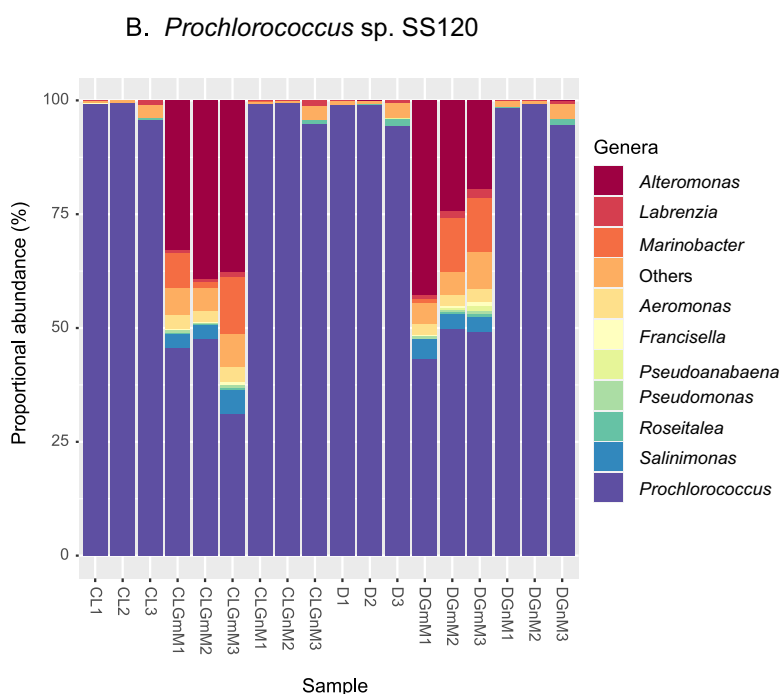 B. Prochlorococcus sp. SS120
Proportional abundance (%)
100
75
50
25
0
CL1
CL2
CL3
CLGmM1
CLGmM2
CLGmM3
CLGnM1
CLGnM2
CLGnM3
D1
D2
D3
DGmM1
DGmM2
DGmM3
DGnM1
DGnM2
DGnM3
Sample
Genera
Alteromonas
Labrenzia
Marinobacter
Others
Aeromonas
Francisella
Pseudoanabaena
Pseudomonas
Roseitalea
Salinimonas
Prochlorococcus